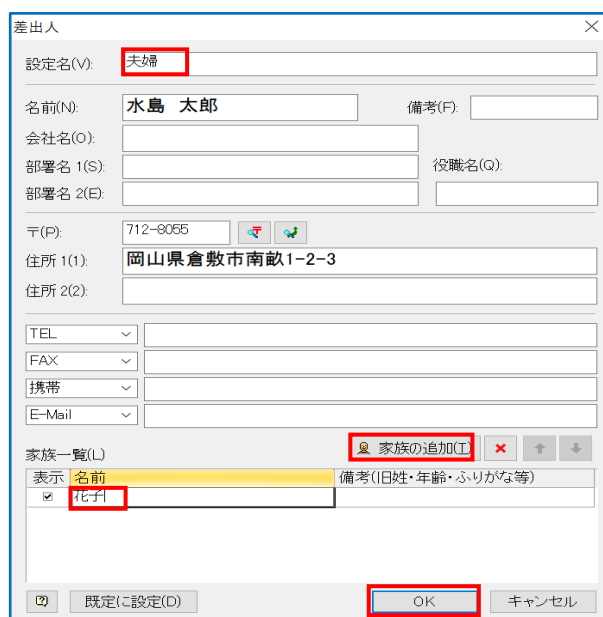 差出人
設定名(V): 夫婦
名前(N): 水島 太郎 備考(F):
会社名(O):
部署名 1(S): 役職名(Q):
部署名 2(E):
〒(P): 712-8055
住所 1(1): 岡山県倉敷市南畝1-2-3
住所 2(2):
TEL
FAX
携帯
E-Mail
家族一覧(L) 家族の追加(I)
表示 名前 備考(旧姓・年齢・ふりがな等)
花子
既定に設定(D) OK キャンセル